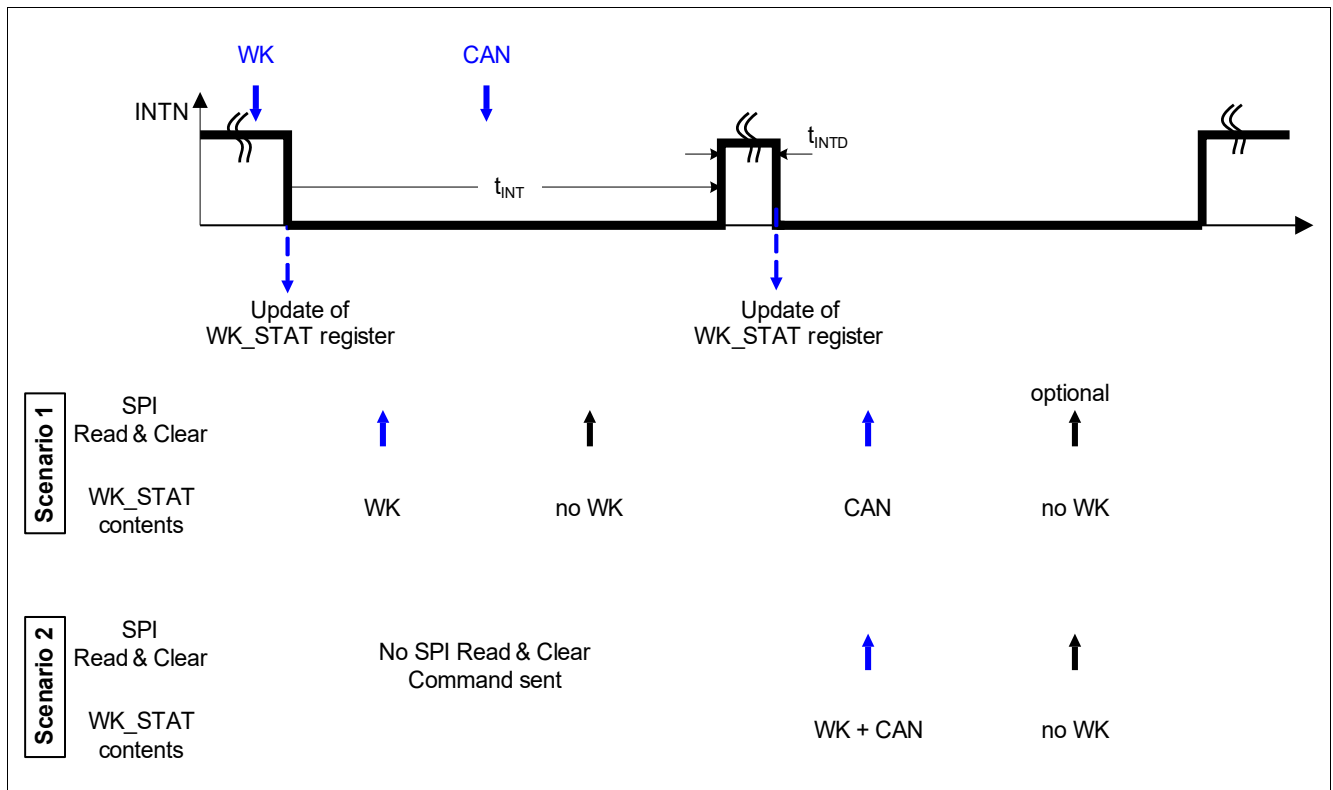 WK
CAN
INTN
tINTD
tINT
Update of
WK_STAT register
Update of
WK_STAT register
Scenario 1
SPI
Read & Clear
optional
WK_STAT
contents
WK
no WK
CAN
no WK
Scenario 2
SPI
Read & Clear
No SPI Read & Clear
Command sent
WK_STAT
contents
WK + CAN
no WK